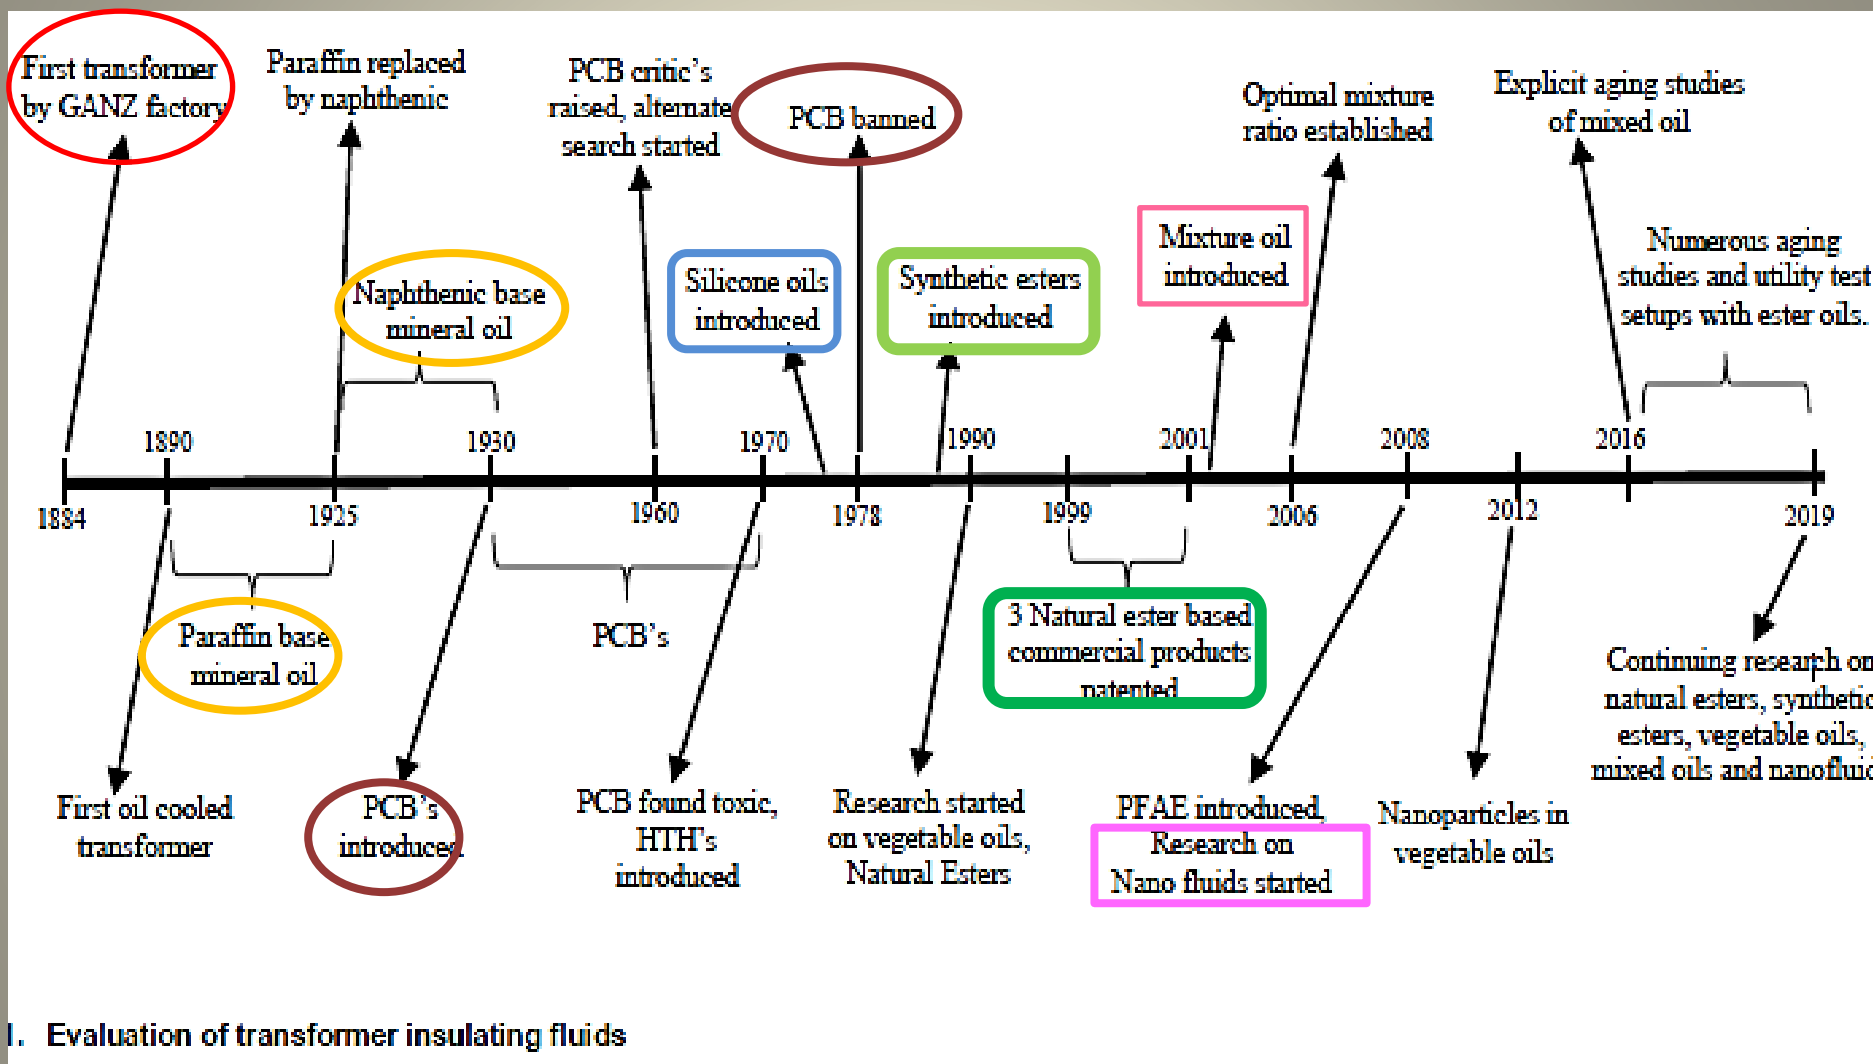 First transformer
by GANZ factory
Paraffin replaced
by naphthenic
PCB critic's
raised, alternate
search started
PCB banned
Optimal mixture
ratio established
Explicit aging studies
of mixed oil
Naphthenic base
mineral oil
Silicone oils
introduced
Synthetic esters
introduced
Mixture oil
introduced
Numerous aging
studies and utility test
setups with ester oils.
1890
1930
1970
1990
2001
2008
2016
1884
1925
1960
1978
1999
2006
2012
2019
Paraffin base
mineral oil
PCB's
3 Natural ester based
commercial products
patented
Continuing research on
natural esters, synthetic
esters, vegetable oils,
mixed oils and nanofluid
First oil cooled
transformer
PCB's
introduced
PCB found toxic,
HTH's
introduced
Research started
on vegetable oils,
Natural Esters
PFAE introduced,
Research on
Nano fluids started
Nanoparticles in
vegetable oils
1. Evaluation of transformer insulating fluids